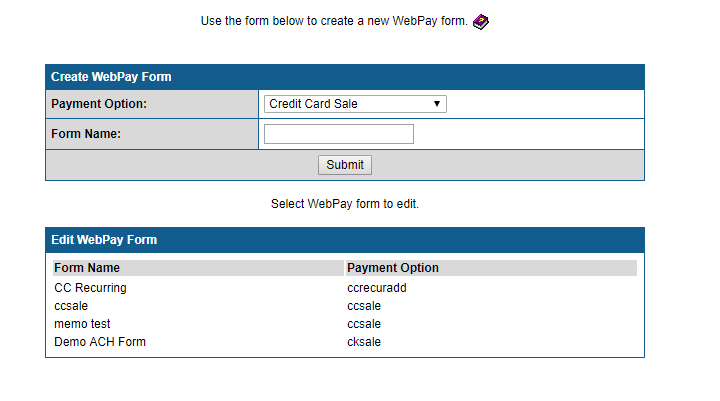 Use the form below to create a new WebPay form.
Create WebPay Form
Payment Option: Credit Card Sale
Form Name:
Submit
Select WebPay form to edit.
Edit WebPay Form
Form Name Payment Option
CC Recurring ccrecuradd
ccsale ccsale
memo test ccsale
Demo ACH Form cksale